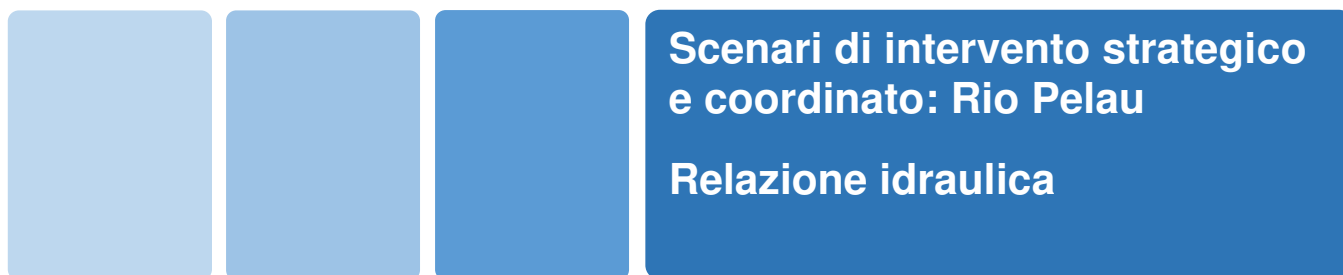 Scenari di intervento strategico
e coordinato: Rio Pelau
Relazione idraulica